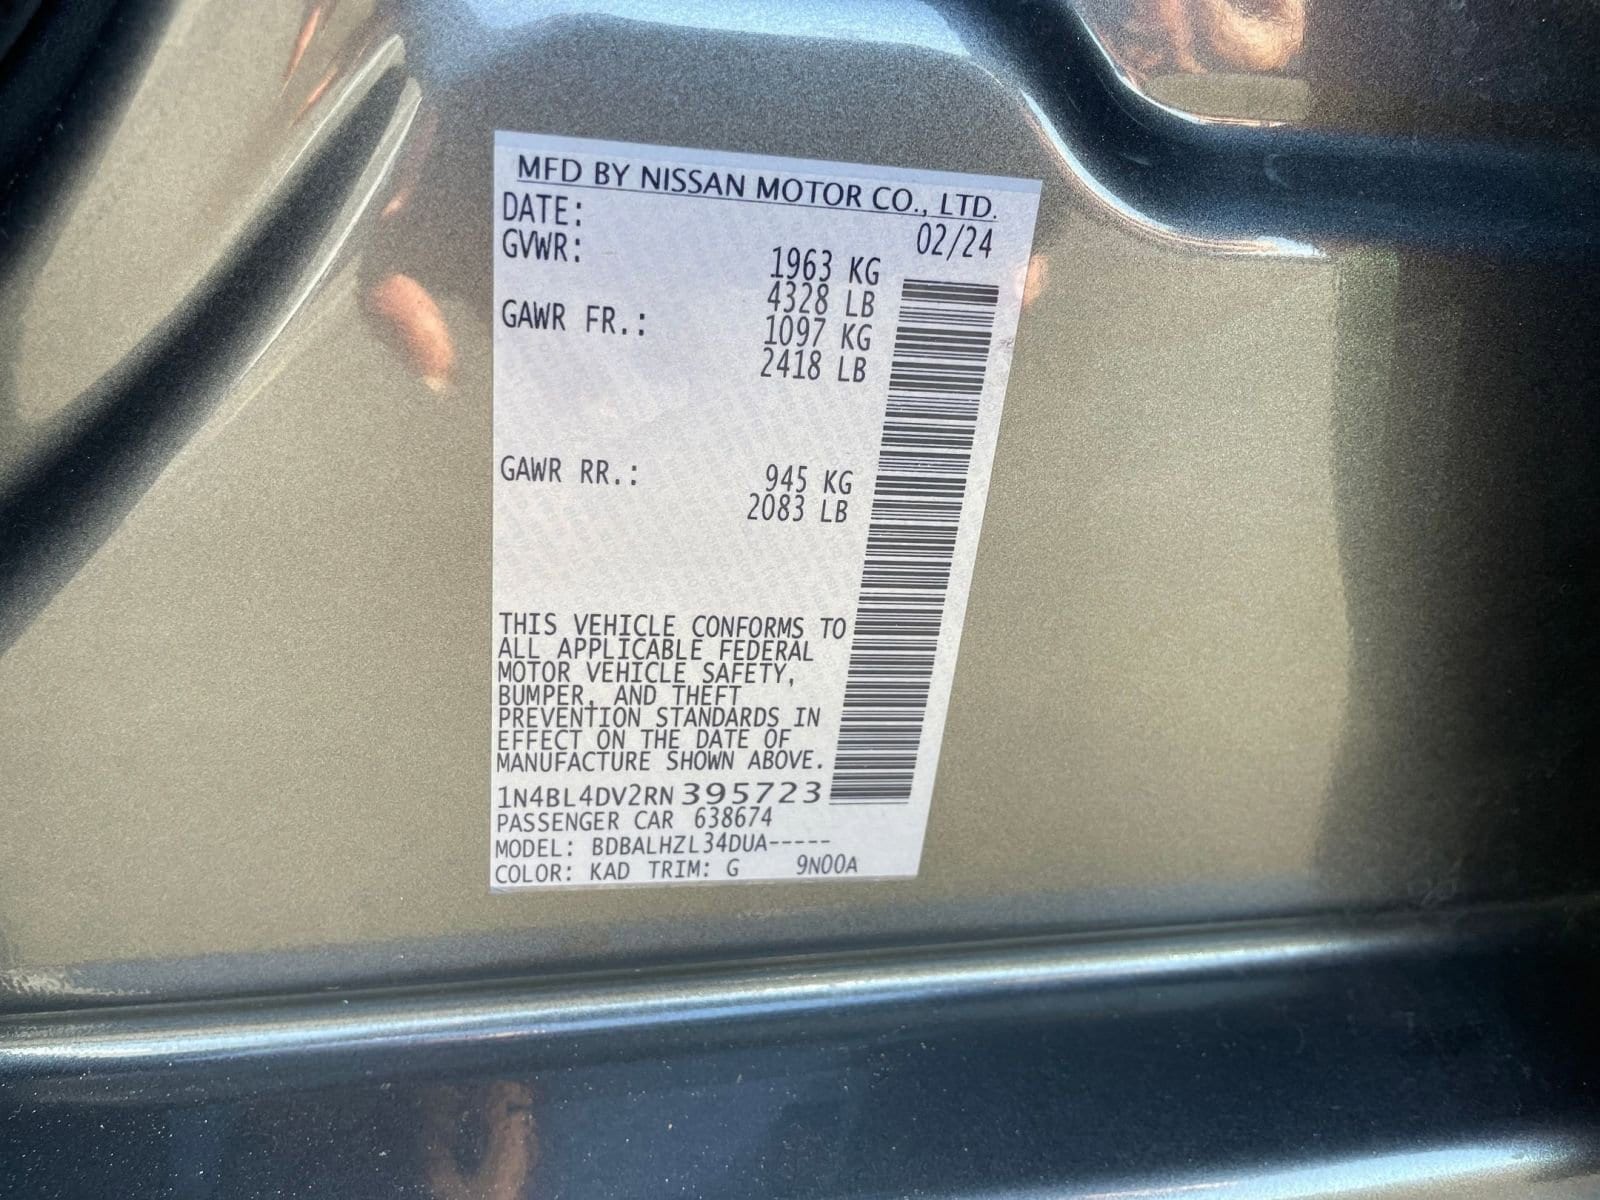 MFD BY NISSAN MOTOR CO., LTD.
DATE: 02/24
GVWR: 1963 KG
4328 LB
GAWR FR.: 1097 KG
2418 LB
GAWR RR.: 945 KG
2083 LB
THIS VEHICLE CONFORMS TO
ALL APPLICABLE FEDERAL
MOTOR VEHICLE SAFETY,
BUMPER, AND THEFT
PREVENTION STANDARDS IN
EFFECT ON THE DATE OF
MANUFACTURE SHOWN ABOVE.
1N4BL4DV2RN395723
PASSENGER CAR 638674
MODEL: BDBALHZL34DUA-----
COLOR: KAD TRIM: G 9N00A